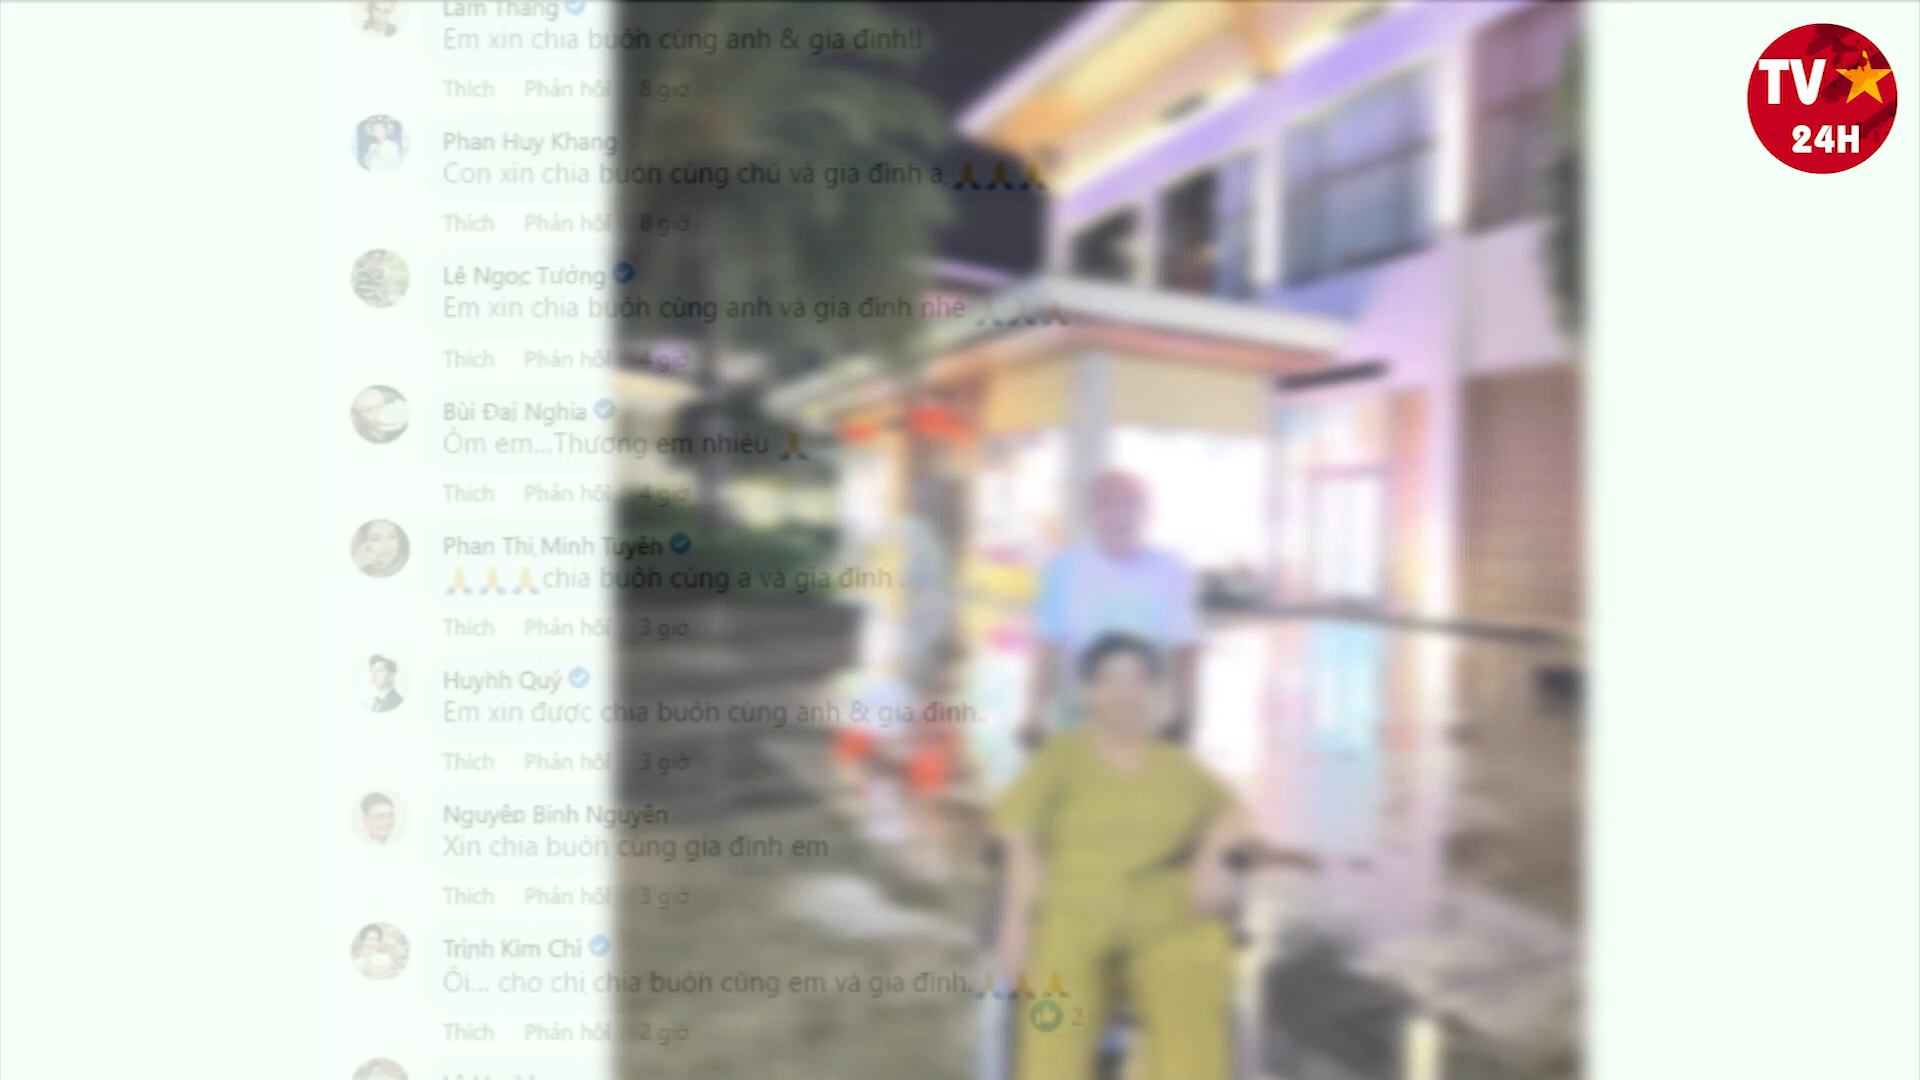 Lâm Thắng
Em xin chia buồn cùng anh & gia đình!!
Thích Phản hồi 8 giờ
Phan Huy Khang
Con xin chia buồn cùng chú và gia đình ạ 🙏🙏🙏
Thích Phản hồi 8 giờ
Lê Ngọc Tưởng
Em xin chia buồn cùng anh và gia đình nhé 🙏🙏🙏
Thích Phản hồi 4 giờ
Bùi Đại Nghĩa
Ôm em...Thương em nhiều 🙏
Thích Phản hồi 4 giờ
Phan Thị Minh Tuyền
🙏🙏🙏chia buồn cùng a và gia đình .
Thích Phản hồi 3 giờ
Huỳnh Quý
Em xin được chia buồn cùng anh & gia đình..
Thích Phản hồi 3 giờ
Nguyễn Bình Nguyên
Xin chia buồn cùng gia đình em
Thích Phản hồi 3 giờ
Trịnh Kim Chi
Ôi... cho chị chia buồn cùng em và gia đình.🙏🙏🙏
2
Thích Phản hồi 2 giờ
TV
24H